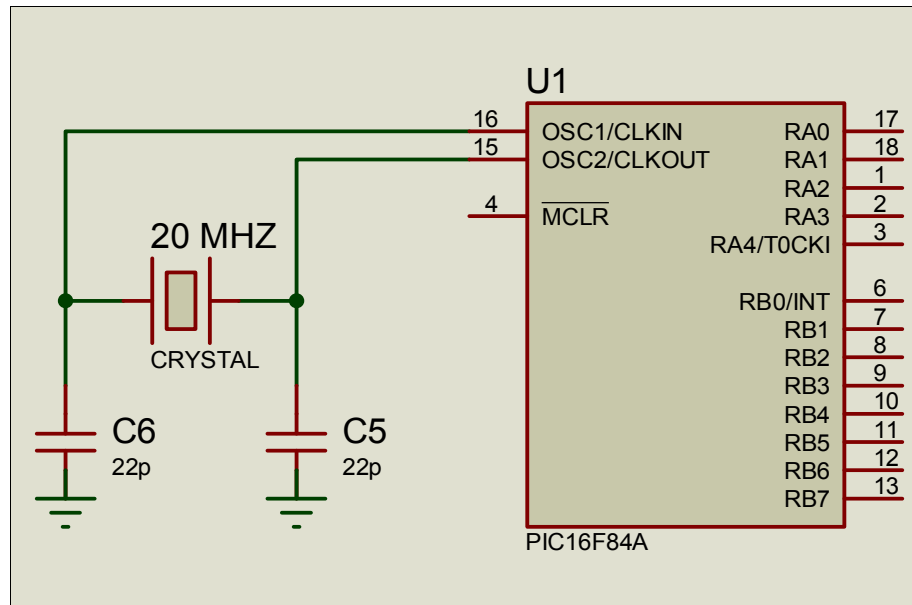 U1
16 OSC1/CLKIN RA0 17
15 OSC2/CLKOUT RA1 18
RA2 1
4 MCLR RA3 2
RA4/T0CKI 3
20 MHZ
RB0/INT 6
RB1 7
CRYSTAL RB2 8
RB3 9
RB4 10
C6 C5 RB5 11
22p 22p RB6 12
RB7 13
PIC16F84A